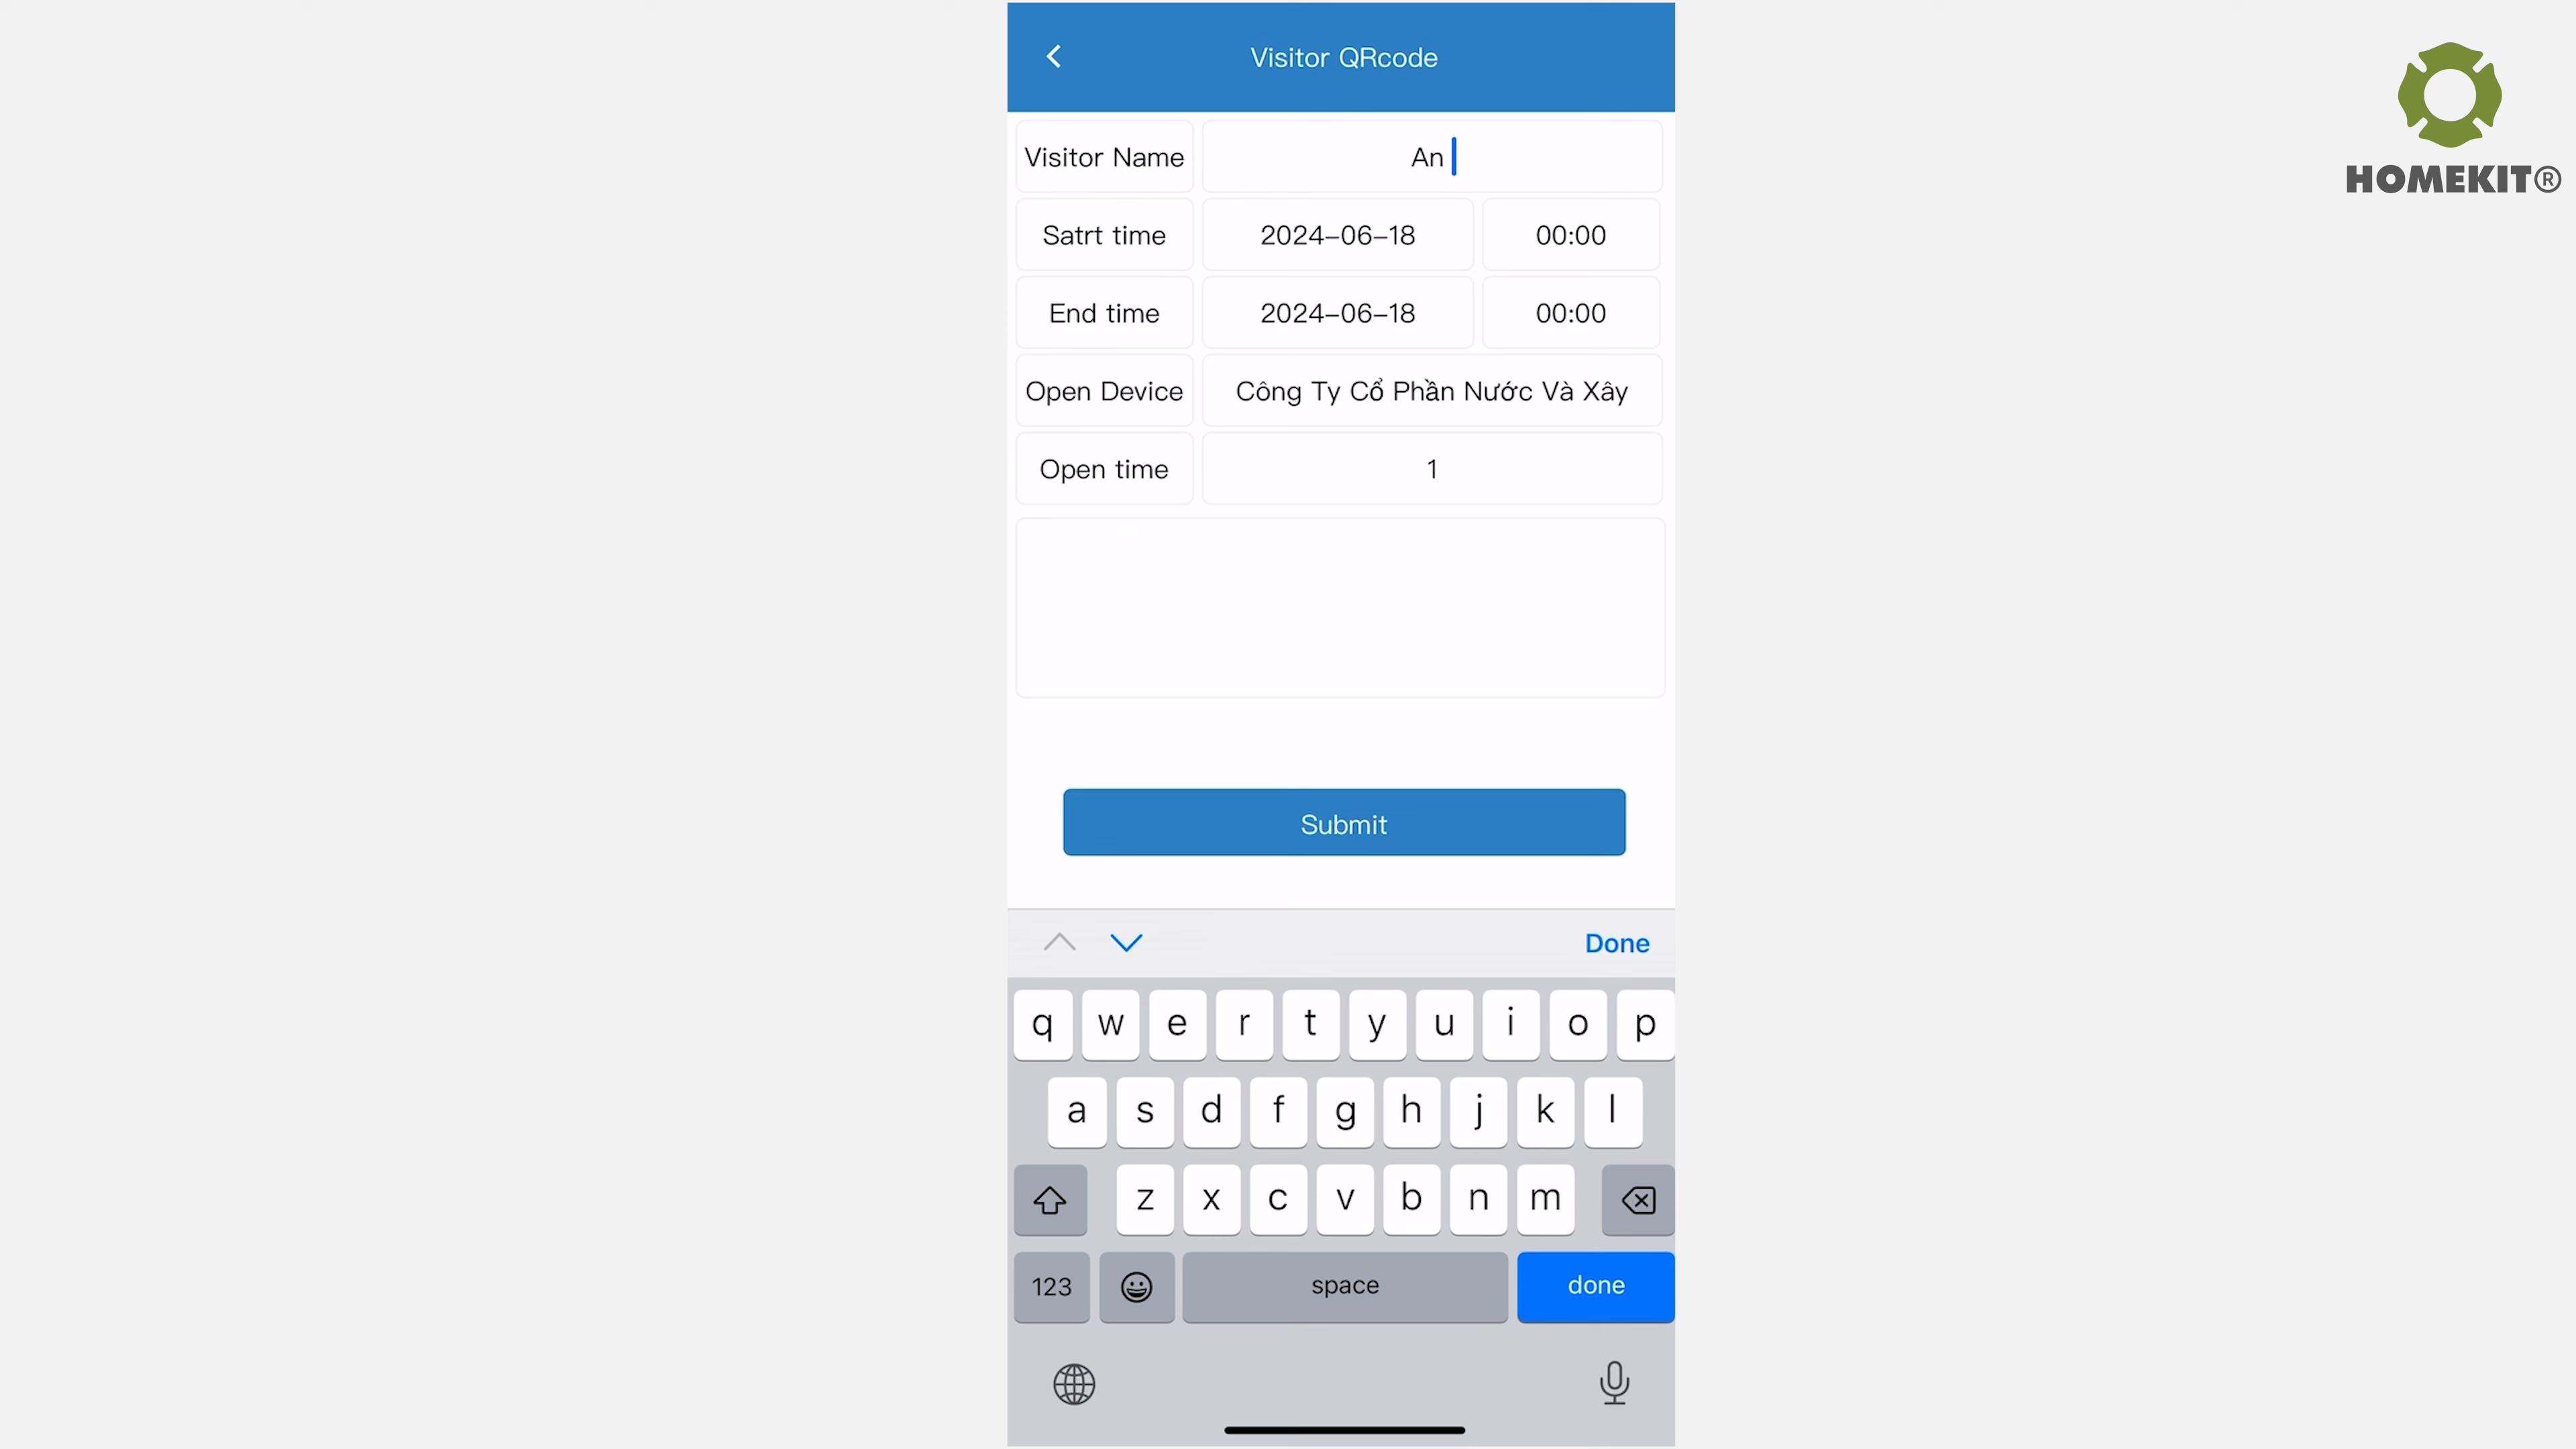 Visitor QRcode
HOMEKIT®
Visitor Name An
Satrt time 2024-06-18 00:00
End time 2024-06-18 00:00
Open Device Công Ty Cổ Phần Nước Và Xây
Open time 1
Submit
Done
q w e r t y u i o p
a s d f g h j k l
z x c v b n m
123 space done